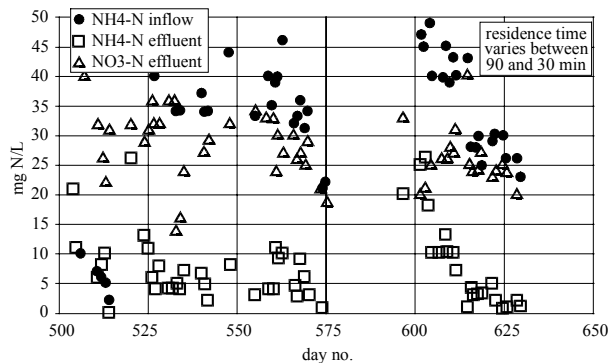 50
45
40
35
30
25
20
15
10
5
0
mg N/L
NH4-N inflow
NH4-N effluent
NO3-N effluent
residence time
varies between
90 and 30 min
500 525 550 575 600 625 650
day no.